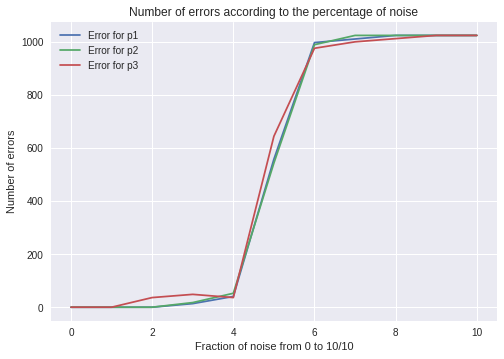 Number of errors according to the percentage of noise
Error for p1
Error for p2
Error for p3
1000
800
600
400
200
0
Number of errors
0 2 4 6 8 10
Fraction of noise from 0 to 10/10